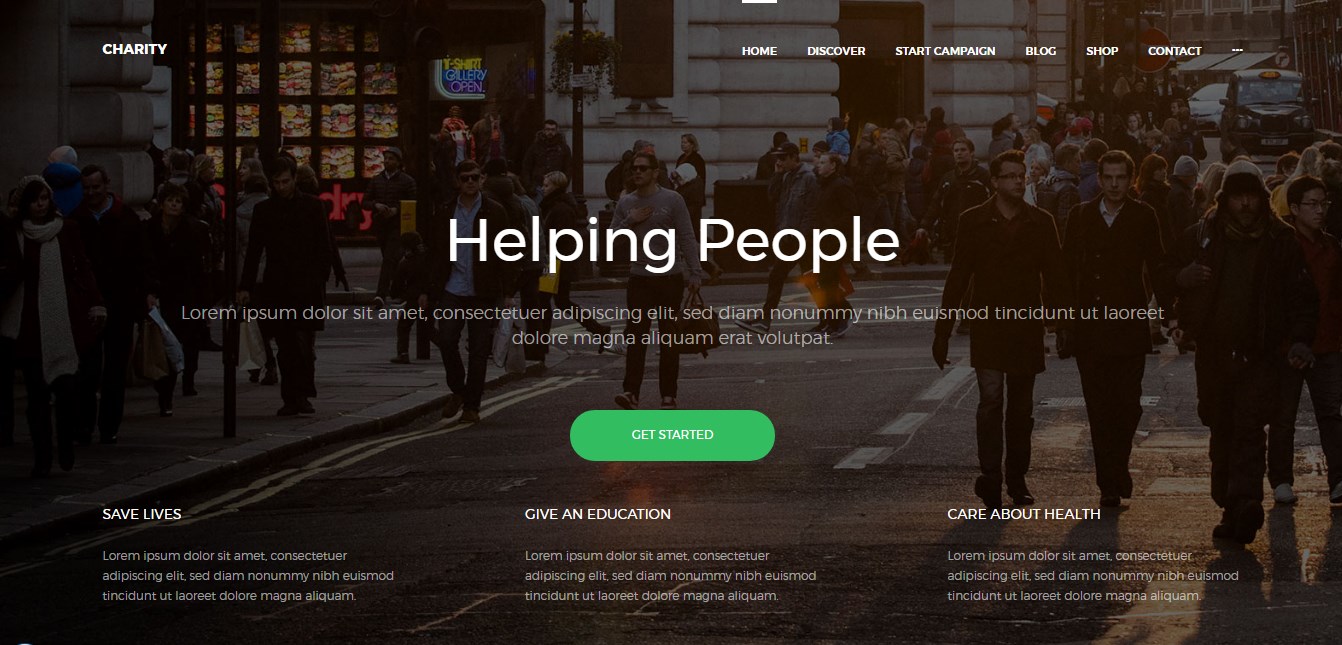 CHARITY
HOME DISCOVER START CAMPAIGN BLOG SHOP CONTACT ...
T-SHIRT
GALLERY
OPEN
Helping People
Lorem ipsum dolor sit amet, consectetuer adipiscing elit, sed diam nonummy nibh euismod tincidunt ut laoreet
dolore magna aliquam erat volutpat.
GET STARTED
SAVE LIVES
Lorem ipsum dolor sit amet, consectetuer
adipiscing elit, sed diam nonummy nibh euismod
tincidunt ut laoreet dolore magna aliquam.
GIVE AN EDUCATION
Lorem ipsum dolor sit amet, consectetuer
adipiscing elit, sed diam nonummy nibh euismod
tincidunt ut laoreet dolore magna aliquam.
CARE ABOUT HEALTH
Lorem ipsum dolor sit amet, consectetuer
adipiscing elit, sed diam nonummy nibh euismod
tincidunt ut laoreet dolore magna aliquam.